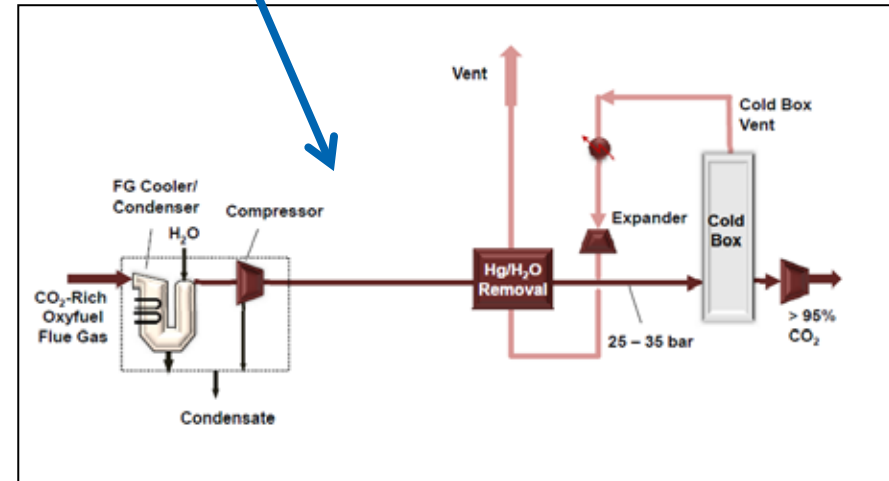 Vent
Cold Box
Vent
FG Cooler/
Condenser
Compressor
H₂O
Expander
Cold
Box
Hg/H₂O
Removal
CO₂-Rich
Oxyfuel
Flue Gas
25 – 35 bar
> 95%
CO₂
Condensate